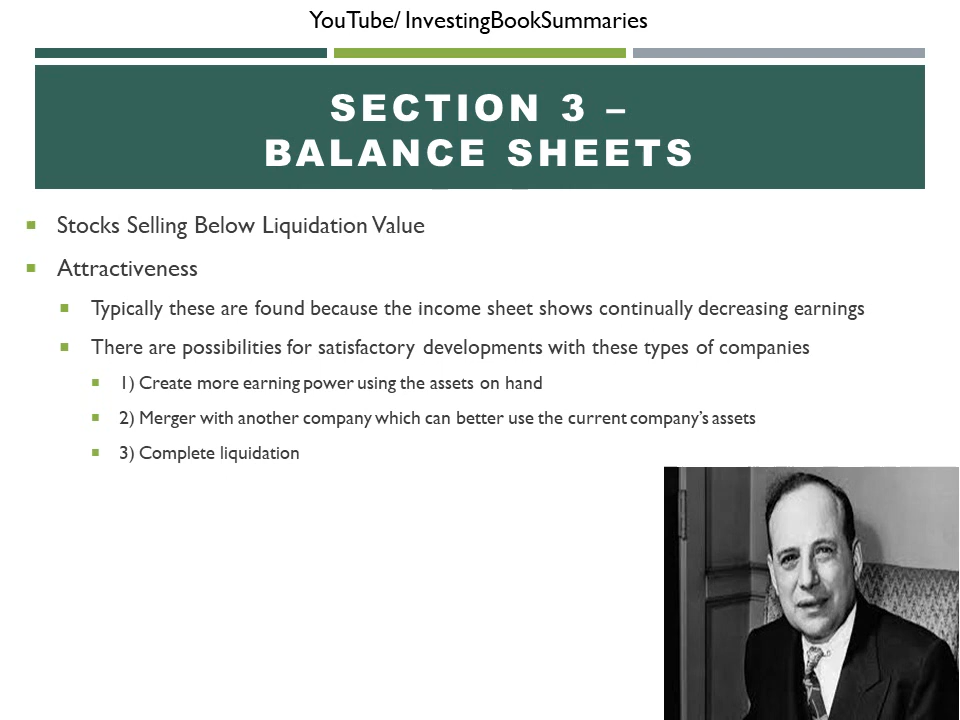 YouTube/ InvestingBookSummaries
SECTION 3 –
BALANCE SHEETS
Stocks Selling Below Liquidation Value
Attractiveness
Typically these are found because the income sheet shows continually decreasing earnings
There are possibilities for satisfactory developments with these types of companies
1) Create more earning power using the assets on hand
2) Merger with another company which can better use the current company's assets
3) Complete liquidation